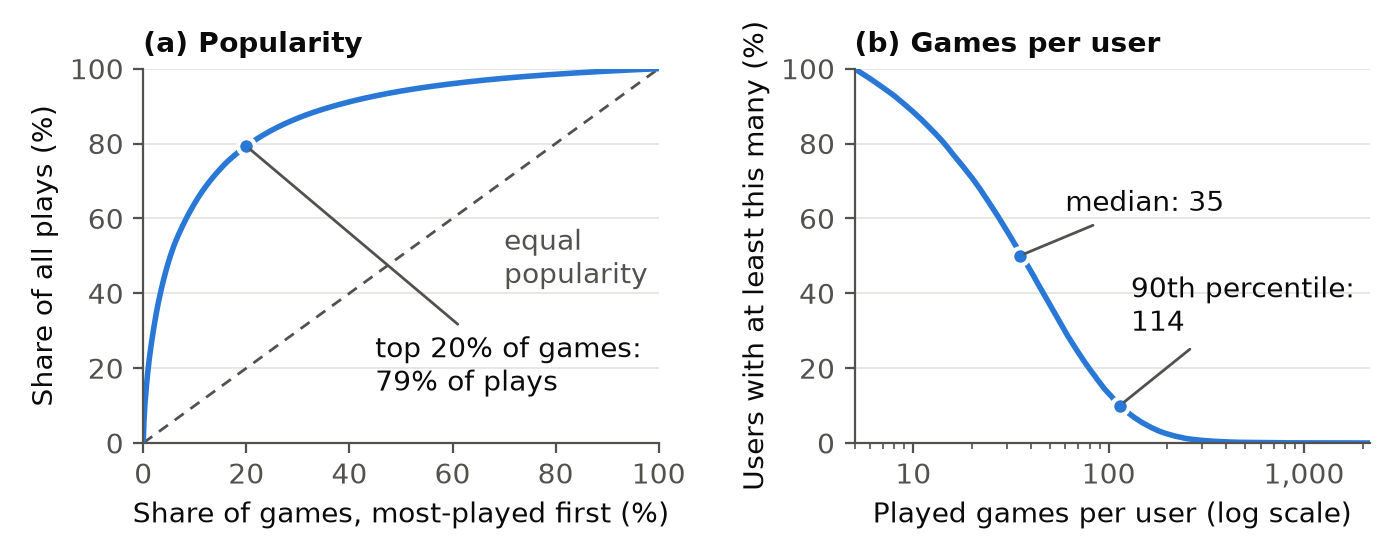 (a) Popularity
100
80
60
40
20
0
0 20 40 60 80 100
Share of all plays (%)
Share of games, most-played first (%)
equal
popularity
top 20% of games:
79% of plays
(b) Games per user
100
80
60
40
20
0
10 100 1,000
Users with at least this many (%)
Played games per user (log scale)
median: 35
90th percentile:
114